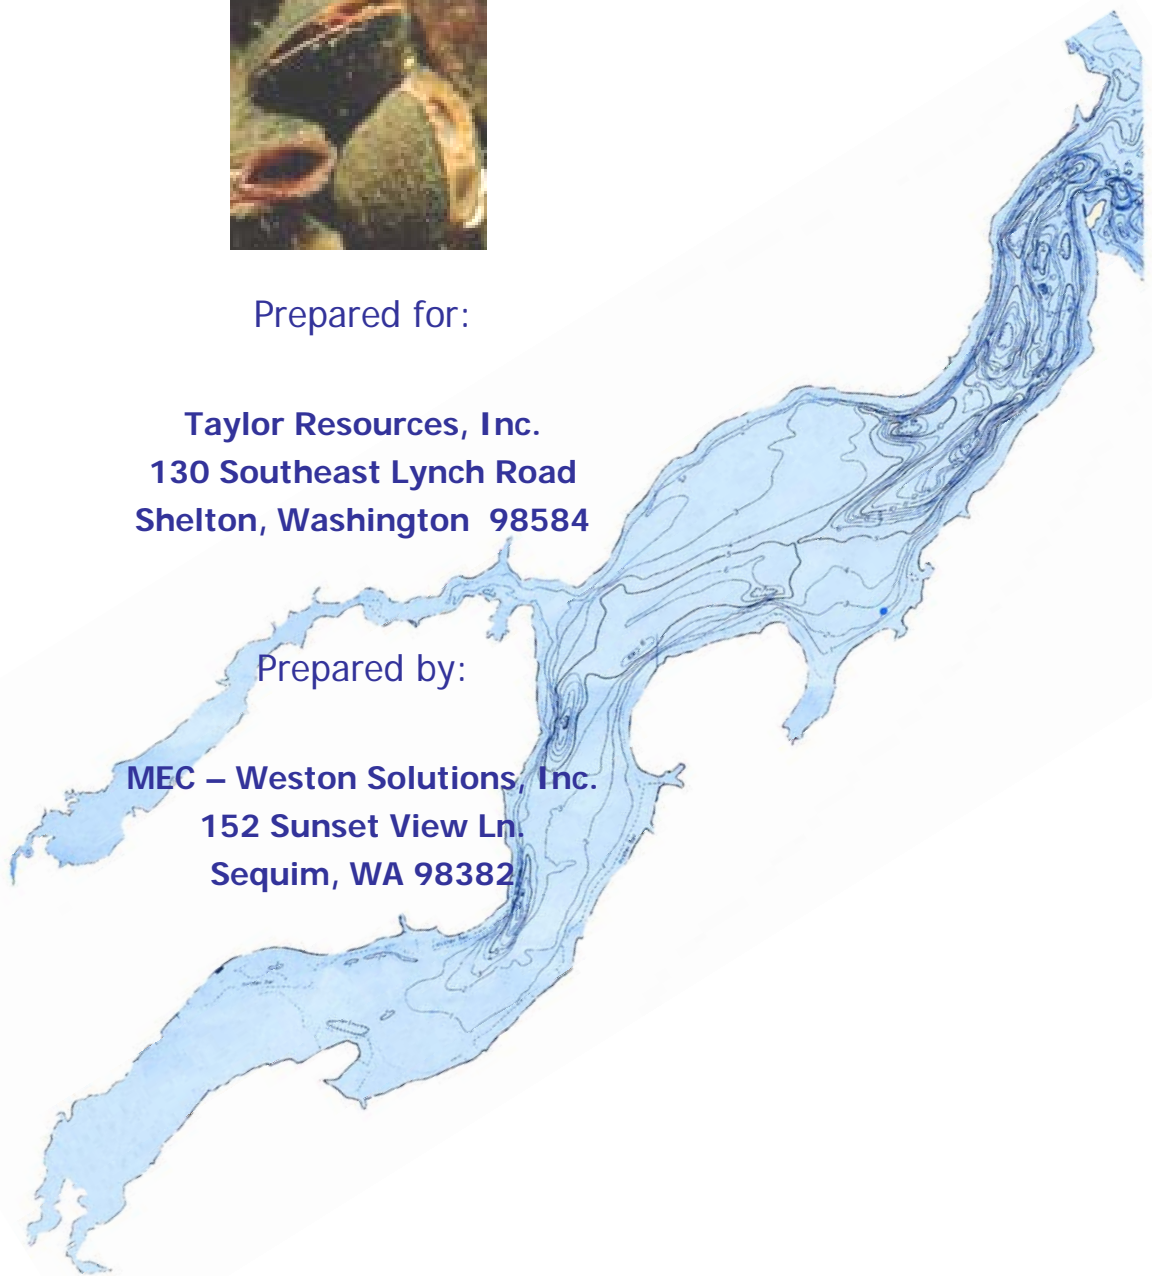 Prepared for:
Taylor Resources, Inc.
130 Southeast Lynch Road
Shelton, Washington  98584
Prepared by:
MEC – Weston Solutions, Inc.
152 Sunset View Ln.
Sequim, WA 98382